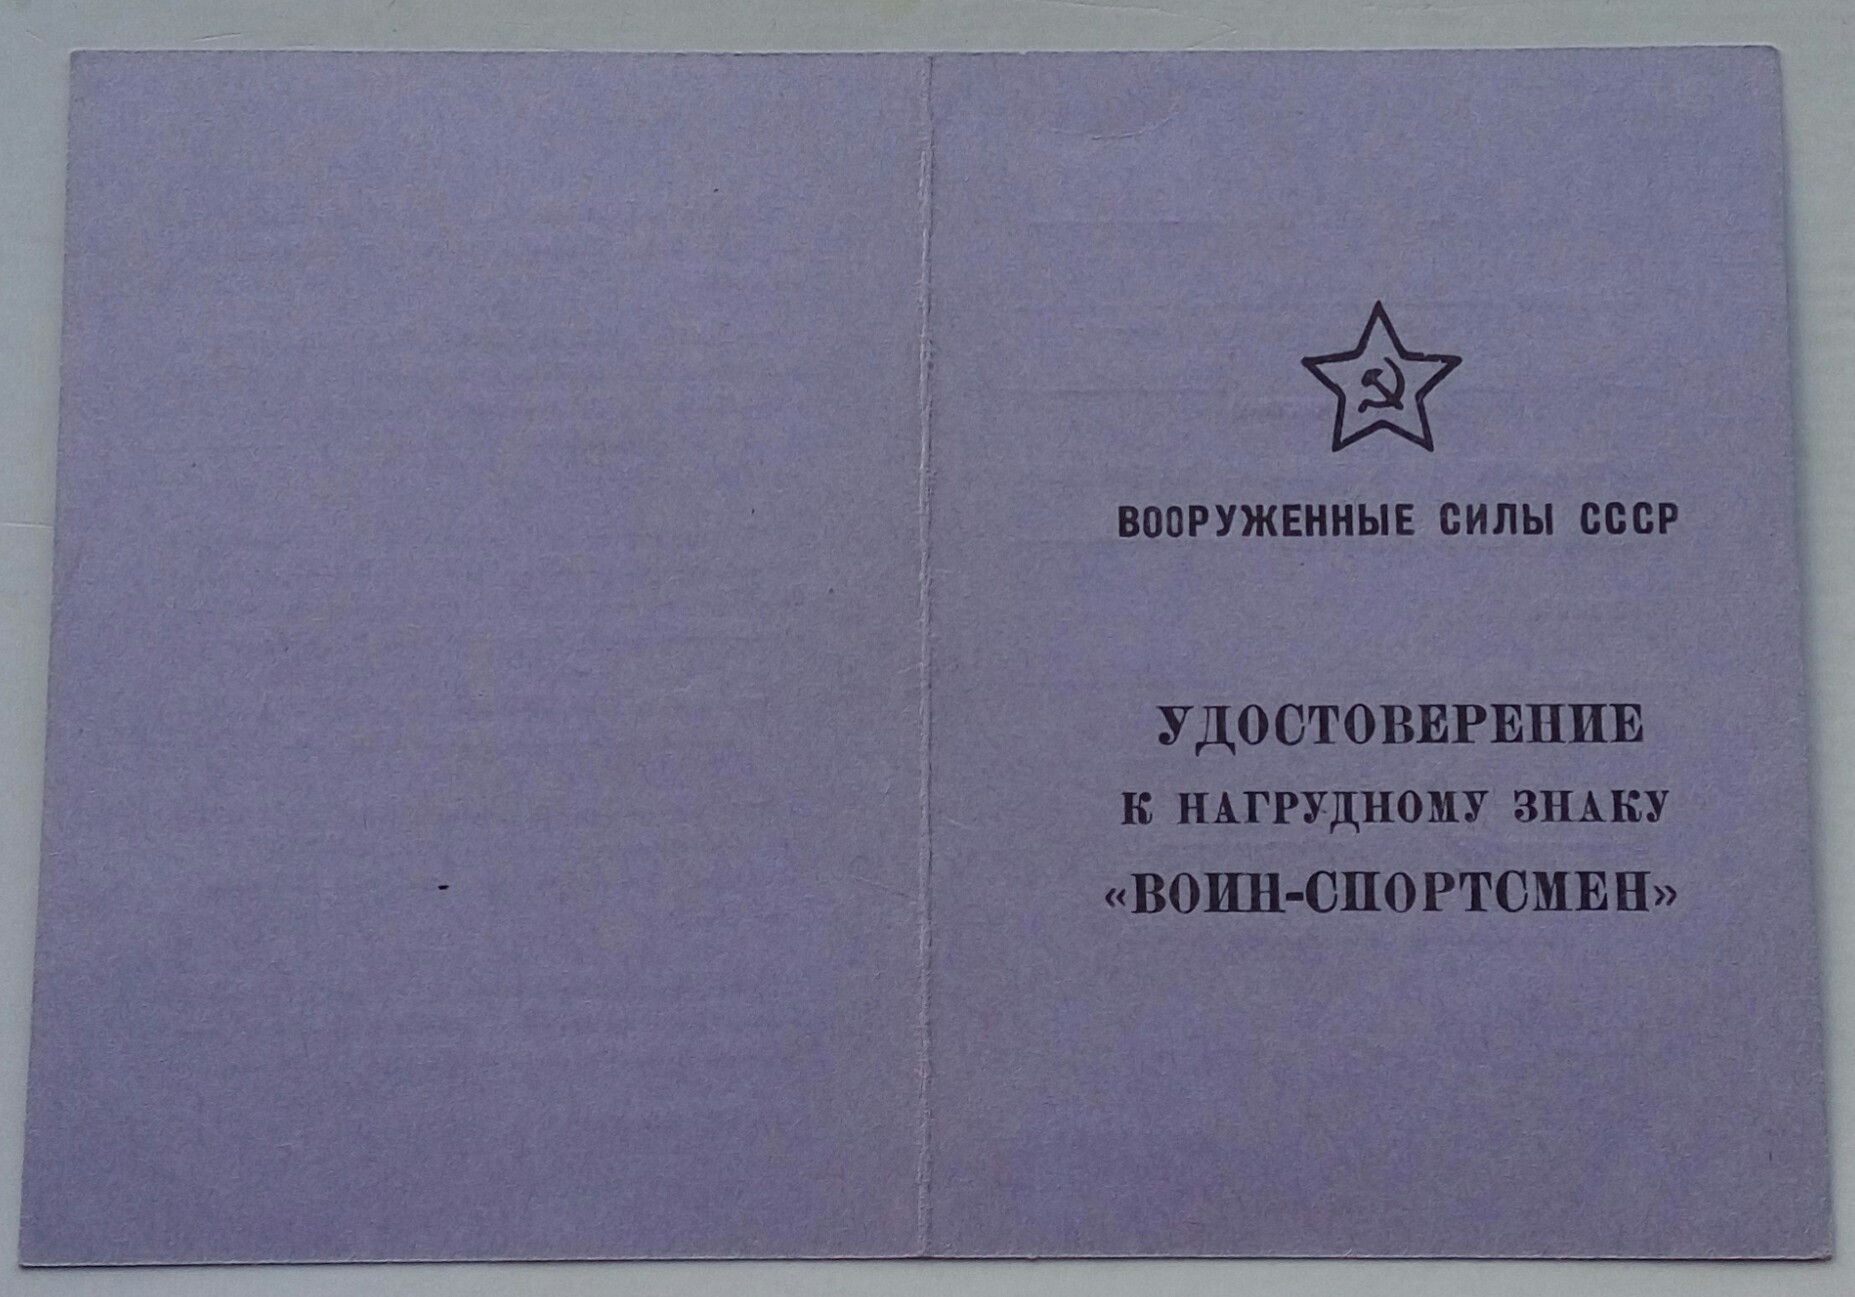 ВООРУЖЕННЫЕ СИЛЫ СССР
УДОСТОВЕРЕНИЕ
К НАГРУДНОМУ ЗНАКУ
«ВОИН-СПОРТСМЕН»